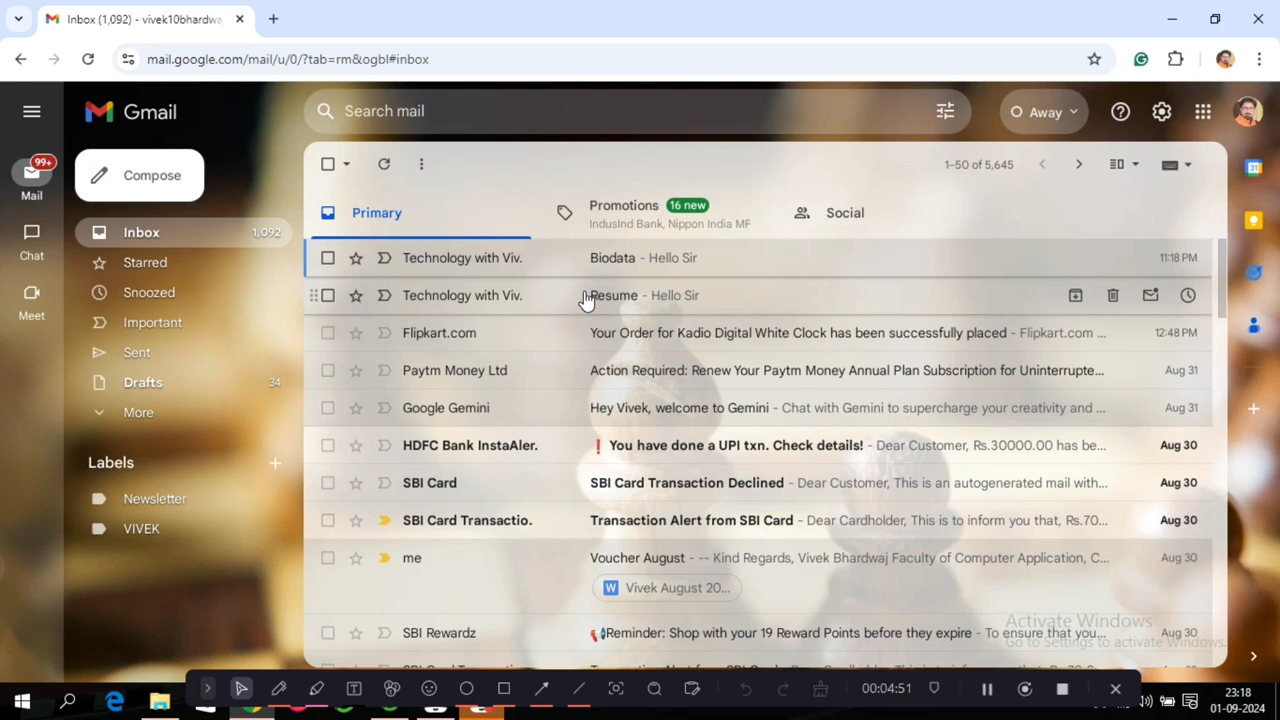 Inbox (1,092) - vivek10bhardwa
mail.google.com/mail/u/0/?tab=rm&ogbl#inbox
Gmail
Search mail
Away
99+
Mail
Chat
Meet
Compose
1–50 of 5,645
Primary
Promotions 16 new
IndusInd Bank, Nippon India MF
Social
Inbox 1,092
Starred
Snoozed
Important
Sent
Drafts 34
More
Labels
Newsletter
VIVEK
Technology with Viv. Biodata - Hello Sir 11:18 PM
Technology with Viv. Resume - Hello Sir
Flipkart.com Your Order for Kadio Digital White Clock has been successfully placed - Flipkart.com ... 12:48 PM
Paytm Money Ltd Action Required: Renew Your Paytm Money Annual Plan Subscription for Uninterrupte... Aug 31
Google Gemini Hey Vivek, welcome to Gemini - Chat with Gemini to supercharge your creativity and ... Aug 31
HDFC Bank InstaAler. ❗ You have done a UPI txn. Check details! - Dear Customer, Rs.30000.00 has be... Aug 30
SBI Card SBI Card Transaction Declined - Dear Customer, This is an autogenerated mail with... Aug 30
SBI Card Transactio. Transaction Alert from SBI Card - Dear Cardholder, This is to inform you that, Rs.70... Aug 30
me Voucher August - -- Kind Regards, Vivek Bhardwaj Faculty of Computer Application, C... Aug 30
W Vivek August 20...
SBI Rewardz 📢Reminder: Shop with your 19 Reward Points before they expire - To ensure that you... Aug 30
Activate Windows
Go to Settings to activate Windows.
00:04:51
23:18
01-09-2024